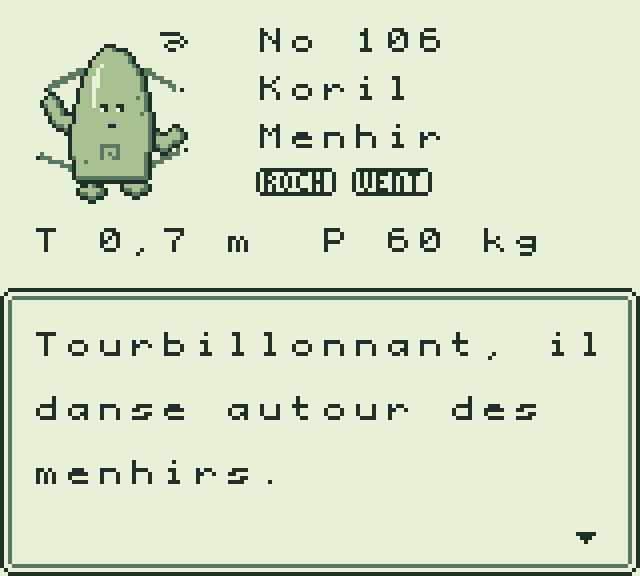 No 106
Koril
Menhir
ROCH VENT
T 0,7 m P 60 kg
Tourbillonnant, il
danse autour des
menhirs.